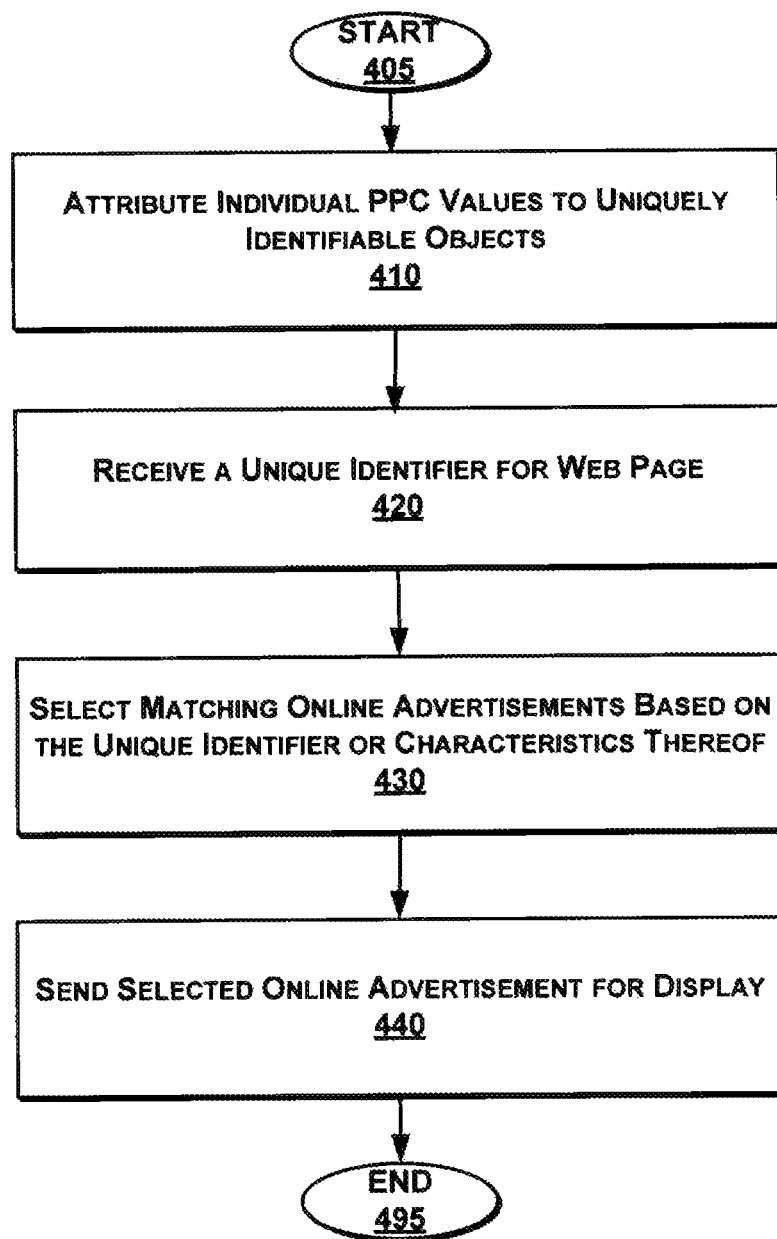 START
405
ATTRIBUTE INDIVIDUAL PPC VALUES TO UNIQUELY
IDENTIFIABLE OBJECTS
410
RECEIVE A UNIQUE IDENTIFIER FOR WEB PAGE
420
SELECT MATCHING ONLINE ADVERTISEMENTS BASED ON
THE UNIQUE IDENTIFIER OR CHARACTERISTICS THEREOF
430
SEND SELECTED ONLINE ADVERTISEMENT FOR DISPLAY
440
END
495